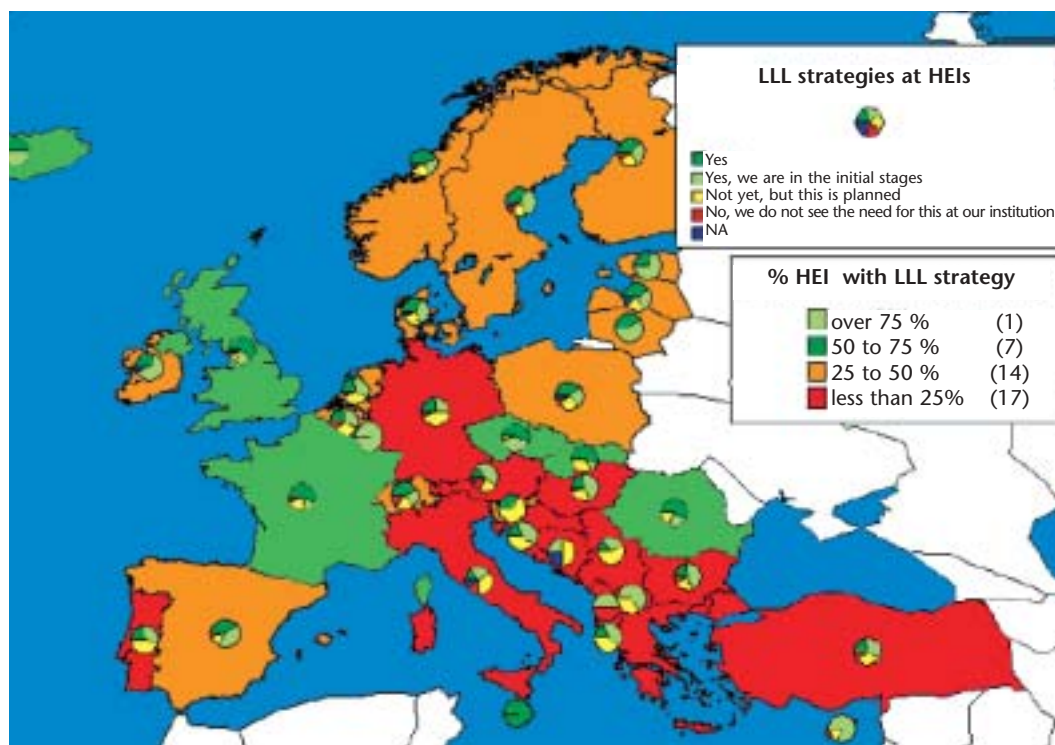 LLL strategies at HEIs
Yes
Yes, we are in the initial stages
Not yet, but this is planned
No, we do not see the need for this at our institution
NA
% HEI with LLL strategy
over 75 % (1)
50 to 75 % (7)
25 to 50 % (14)
less than 25% (17)